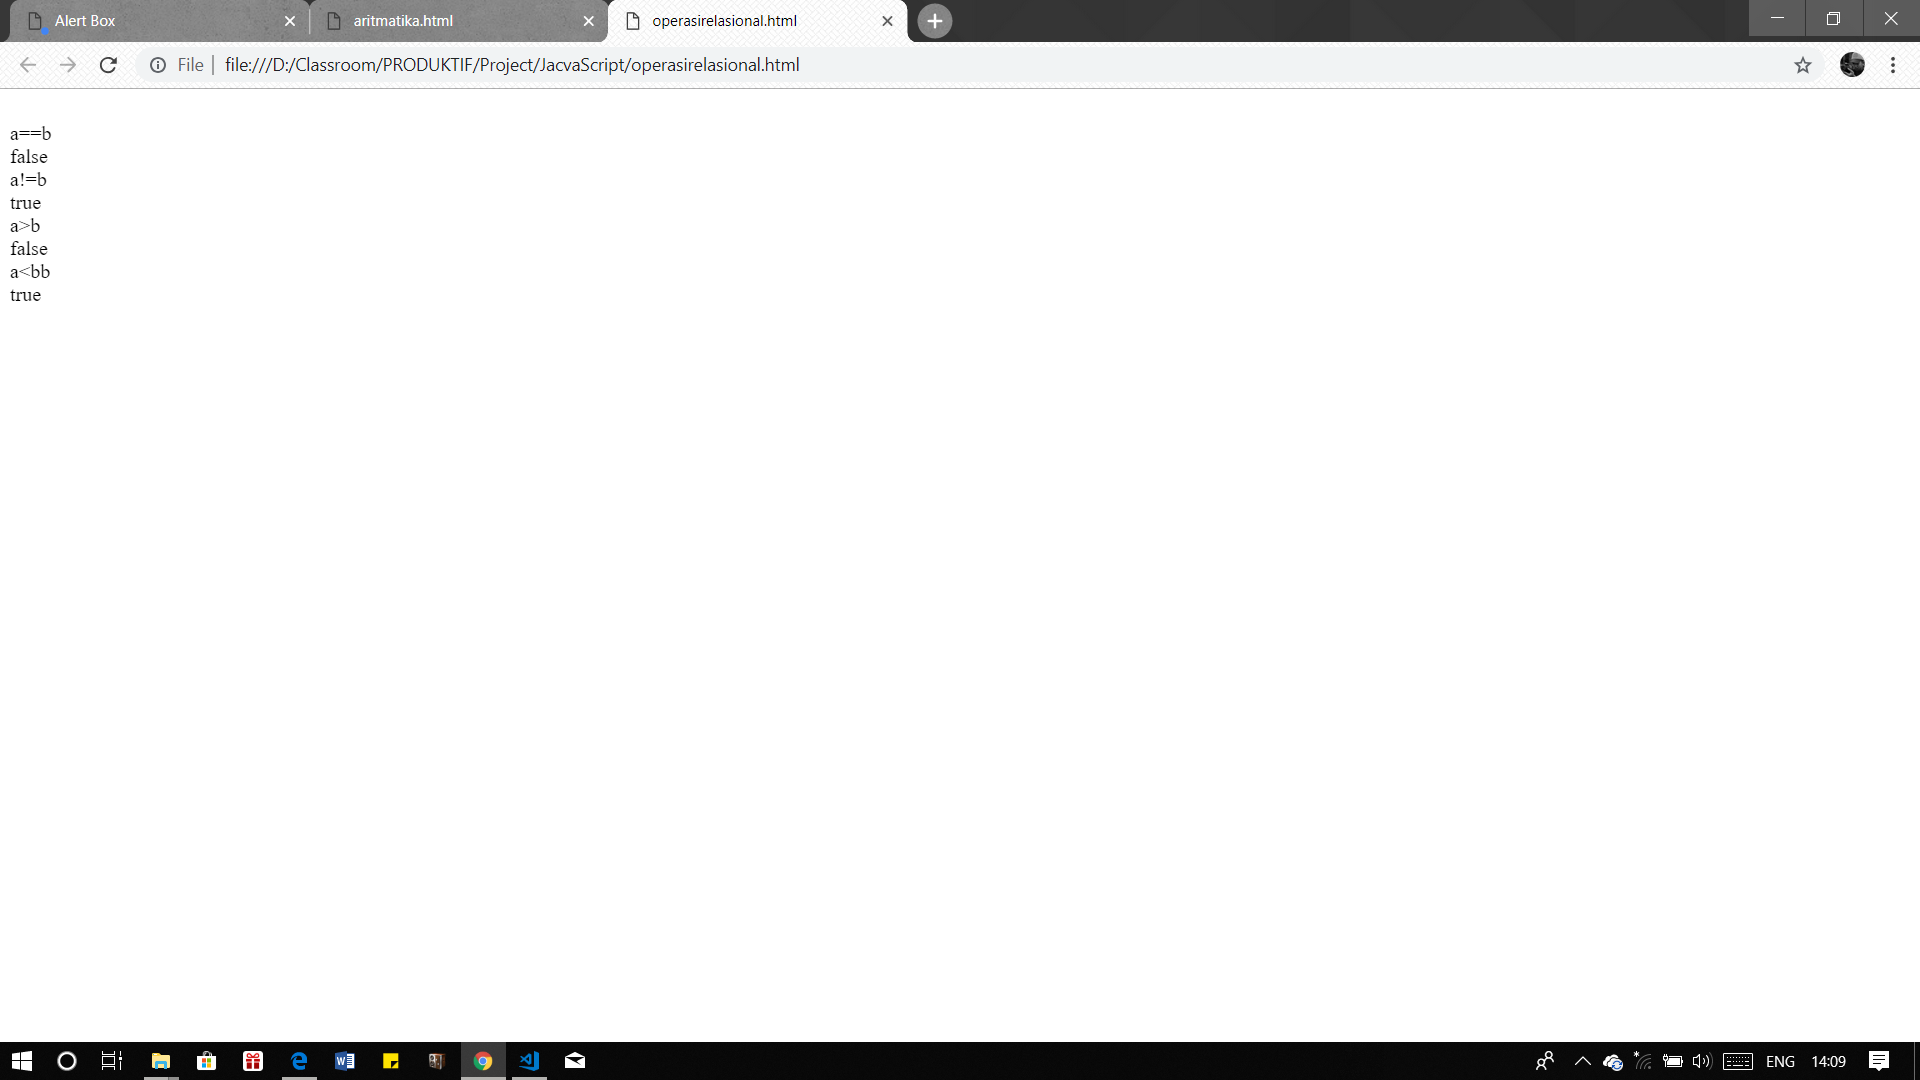 Alert Box
aritmatika.html
operasirelasional.html
File | file:///D:/Classroom/PRODUKTIF/Project/JacvaScript/operasirelasional.html
a==b
false
a!=b
true
a>b
false
a<bb
true
ENG 14:09